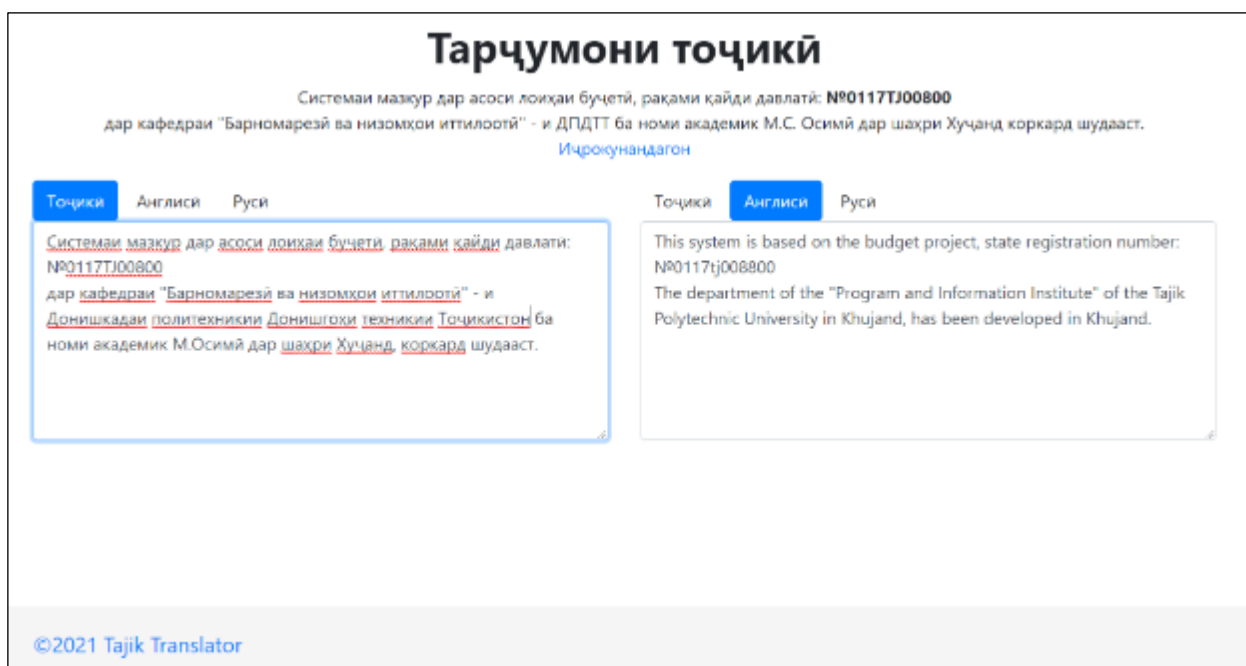 Тарҷумони тоҷикӣ
Системаи мазкур дар асоси лоиҳаи буҷетӣ, рақами қайди давлатӣ: №0117TJ00800
дар кафедраи "Барномарезӣ ва низомҳои иттилоотӣ" - и ДПДТТ ба номи академик М.С. Осимӣ дар шаҳри Хуҷанд коркард шудааст.
Иҷрокунандагон
Тоҷикӣ Англисӣ Русӣ
Системаи мазкур дар асоси лоиҳаи буҷетӣ, рақами қайди давлатӣ:
№0117TJ00800
дар кафедраи "Барномарезӣ ва низомҳои иттилоотӣ" - и
Донишкадаи политехникии Донишгоҳи техникии Тоҷикистон ба
номи академик М.Осимӣ дар шаҳри Хуҷанд, коркард шудааст.
Тоҷикӣ Англисӣ Русӣ
This system is based on the budget project, state registration number:
№0117tj008800
The department of the "Program and Information Institute" of the Tajik
Polytechnic University in Khujand, has been developed in Khujand.
©2021 Tajik Translator